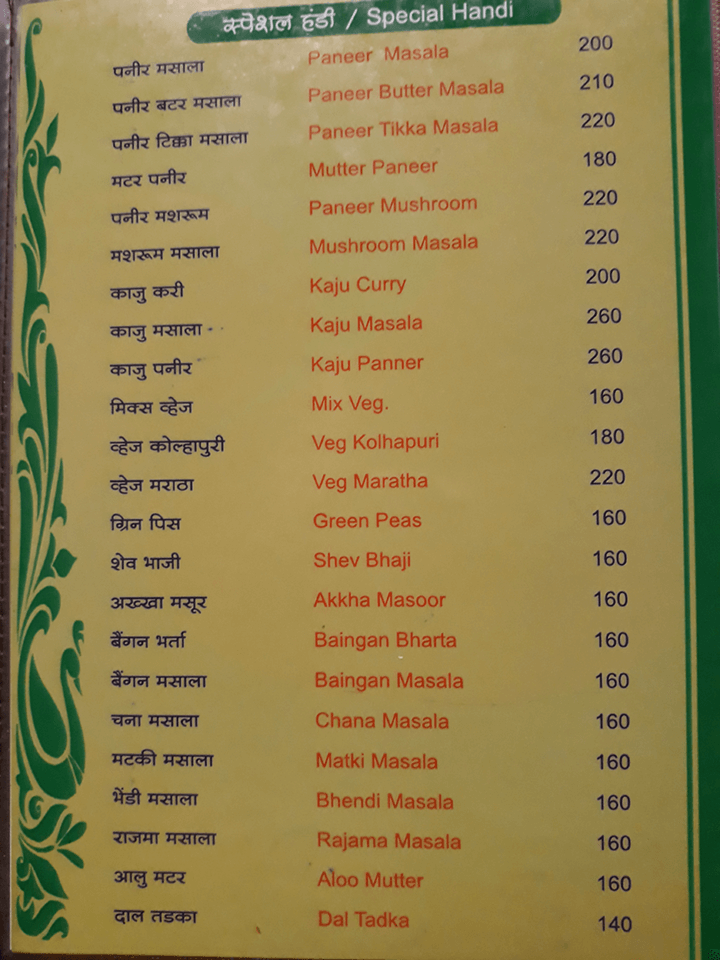 स्पेशल हंडी / Special Handi
पनीर मसाला Paneer Masala 200
पनीर बटर मसाला Paneer Butter Masala 210
पनीर टिक्का मसाला Paneer Tikka Masala 220
मटर पनीर Mutter Paneer 180
पनीर मशरूम Paneer Mushroom 220
मशरूम मसाला Mushroom Masala 220
काजु करी Kaju Curry 200
काजु मसाला Kaju Masala 260
काजु पनीर Kaju Panner 260
मिक्स व्हेज Mix Veg. 160
व्हेज कोल्हापुरी Veg Kolhapuri 180
व्हेज मराठा Veg Maratha 220
ग्रिन पिस Green Peas 160
शेव भाजी Shev Bhaji 160
अख्खा मसूर Akkha Masoor 160
बैंगन भर्ता Baingan Bharta 160
बैंगन मसाला Baingan Masala 160
चना मसाला Chana Masala 160
मटकी मसाला Matki Masala 160
भेंडी मसाला Bhendi Masala 160
राजमा मसाला Rajama Masala 160
आलु मटर Aloo Mutter 160
दाल तडका Dal Tadka 140